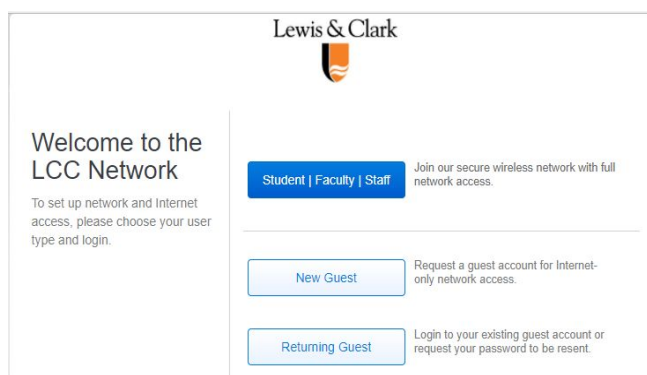 Lewis & Clark
Welcome to the
LCC Network
To set up network and Internet
access, please choose your user
type and login.
Student | Faculty | Staff
Join our secure wireless network with full
network access.
New Guest
Request a guest account for Internet-
only network access.
Returning Guest
Login to your existing guest account or
request your password to be resent.